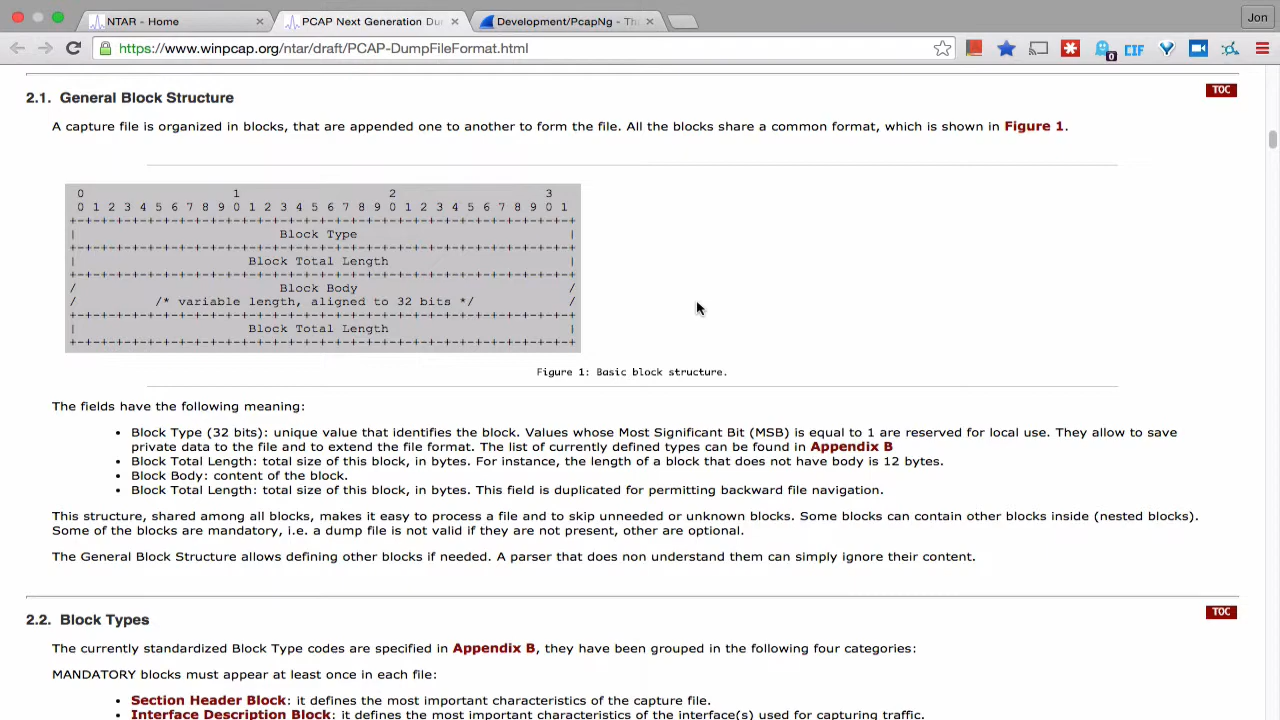 NTAR - Home
PCAP Next Generation Du
Development/PcapNg - Th
Jon
https://www.winpcap.org/ntar/draft/PCAP-DumpFileFormat.html
0
CIF
2.1. General Block Structure
TOC
A capture file is organized in blocks, that are appended one to another to form the file. All the blocks share a common format, which is shown in Figure 1.
0 1 2 3
0 1 2 3 4 5 6 7 8 9 0 1 2 3 4 5 6 7 8 9 0 1 2 3 4 5 6 7 8 9 0 1
+-+-+-+-+-+-+-+-+-+-+-+-+-+-+-+-+-+-+-+-+-+-+-+-+-+-+-+-+-+-+-+-+
| Block Type |
+-+-+-+-+-+-+-+-+-+-+-+-+-+-+-+-+-+-+-+-+-+-+-+-+-+-+-+-+-+-+-+-+
| Block Total Length |
+-+-+-+-+-+-+-+-+-+-+-+-+-+-+-+-+-+-+-+-+-+-+-+-+-+-+-+-+-+-+-+-+
/ Block Body /
/ /* variable length, aligned to 32 bits */ /
+-+-+-+-+-+-+-+-+-+-+-+-+-+-+-+-+-+-+-+-+-+-+-+-+-+-+-+-+-+-+-+-+
| Block Total Length |
+-+-+-+-+-+-+-+-+-+-+-+-+-+-+-+-+-+-+-+-+-+-+-+-+-+-+-+-+-+-+-+-+
Figure 1: Basic block structure.
The fields have the following meaning:
• Block Type (32 bits): unique value that identifies the block. Values whose Most Significant Bit (MSB) is equal to 1 are reserved for local use. They allow to save
private data to the file and to extend the file format. The list of currently defined types can be found in Appendix B
• Block Total Length: total size of this block, in bytes. For instance, the length of a block that does not have body is 12 bytes.
• Block Body: content of the block.
• Block Total Length: total size of this block, in bytes. This field is duplicated for permitting backward file navigation.
This structure, shared among all blocks, makes it easy to process a file and to skip unneeded or unknown blocks. Some blocks can contain other blocks inside (nested blocks).
Some of the blocks are mandatory, i.e. a dump file is not valid if they are not present, other are optional.
The General Block Structure allows defining other blocks if needed. A parser that does non understand them can simply ignore their content.
2.2. Block Types
TOC
The currently standardized Block Type codes are specified in Appendix B, they have been grouped in the following four categories:
MANDATORY blocks must appear at least once in each file:
• Section Header Block: it defines the most important characteristics of the capture file.
• Interface Description Block: it defines the most important characteristics of the interface(s) used for capturing traffic.